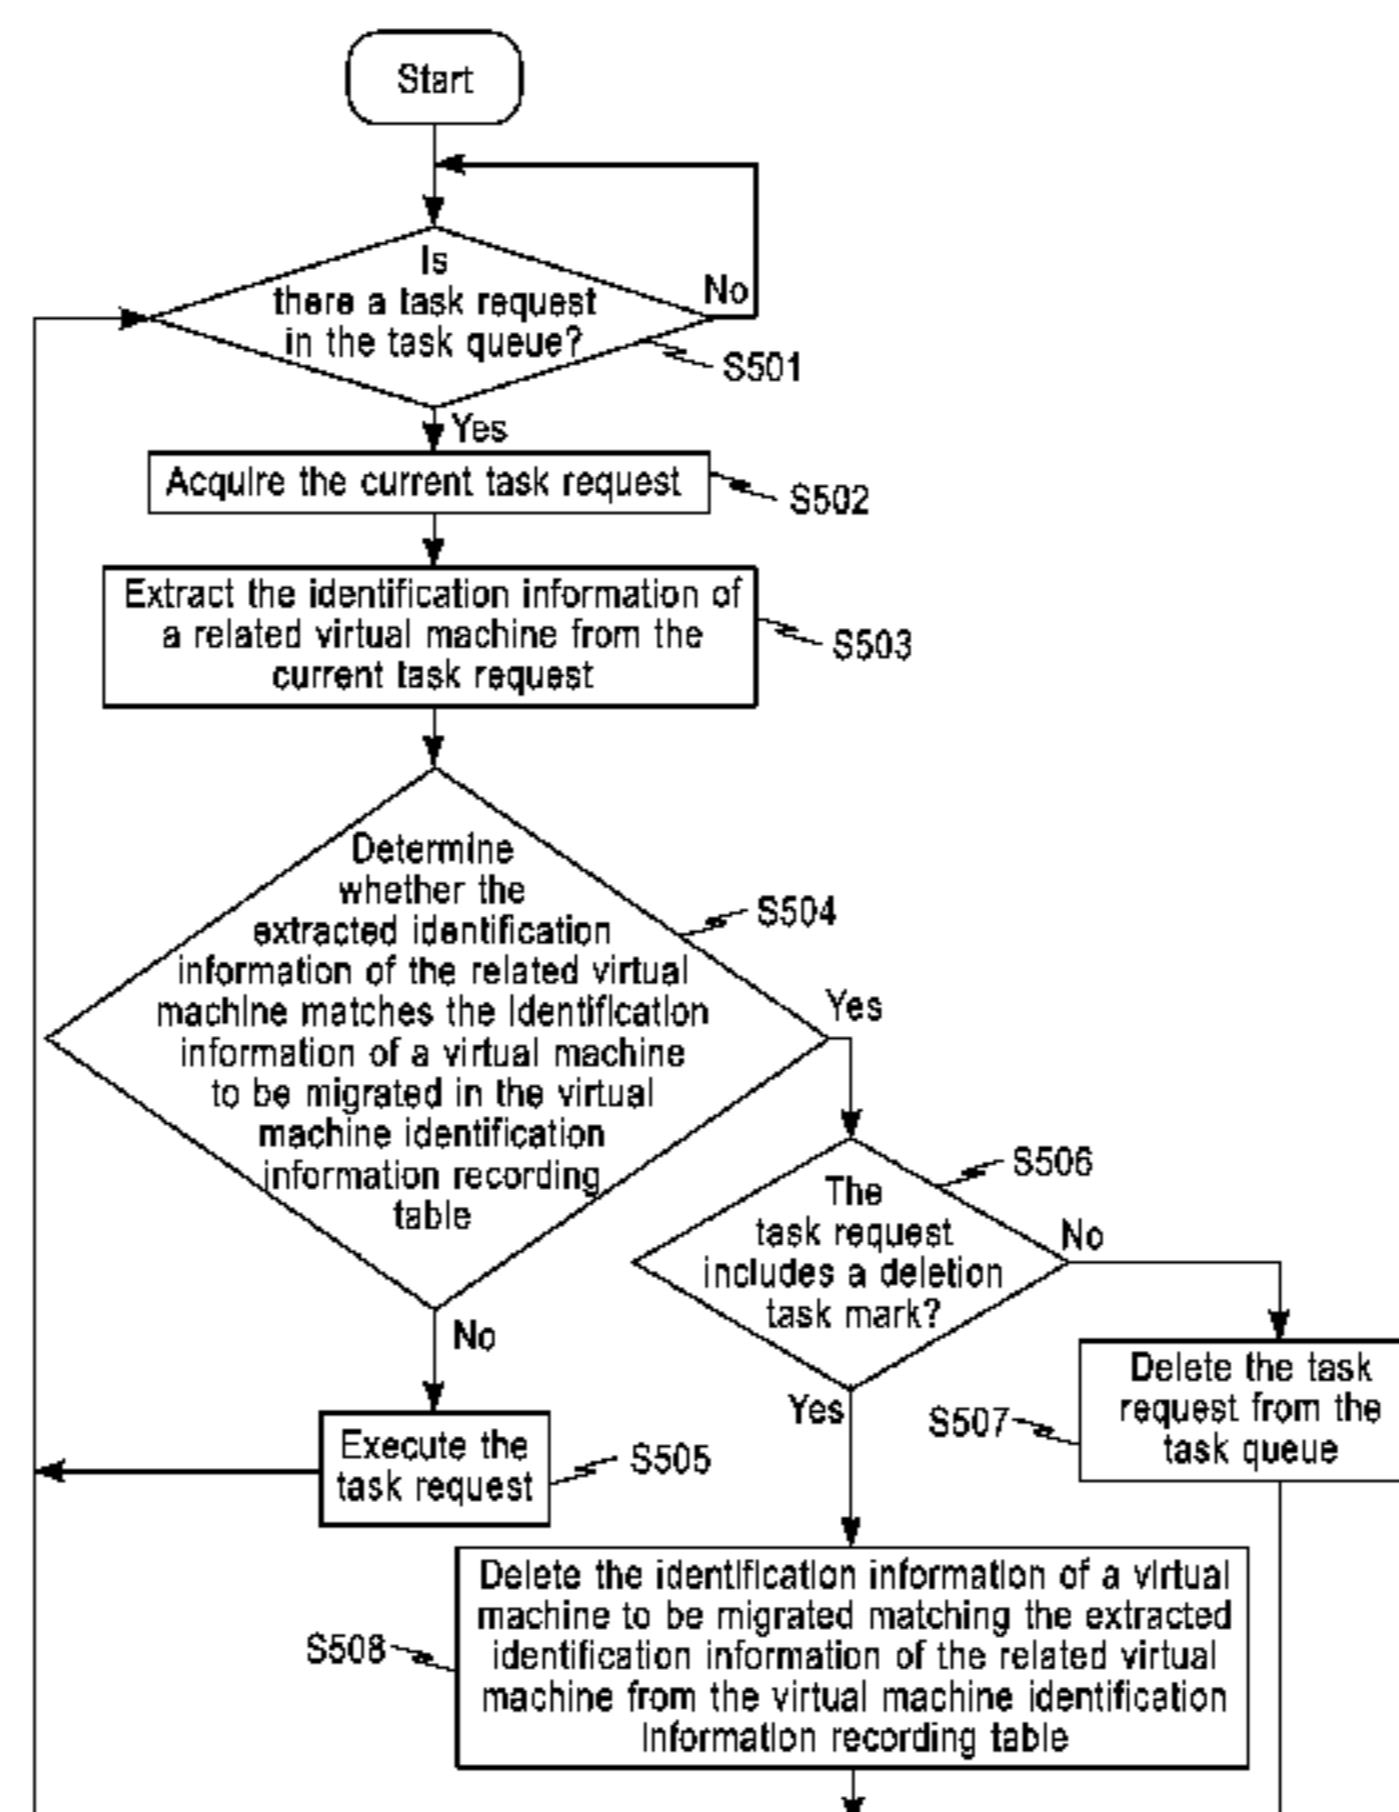 Start
Is
there a task request
in the task queue?
No
S501
Yes
Acquire the current task request
S502
Extract the identification information of
a related virtual machine from the
current task request
S503
Determine
whether the
extracted identification
information of the related virtual
machine matches the identification
information of a virtual machine
to be migrated in the virtual
machine identification
information recording
table
S504
Yes
No
The
task request
includes a deletion
task mark?
S506
No
Yes
Execute the
task request
S505
Delete the task
request from the
task queue
S507
Delete the identification information of a virtual
machine to be migrated matching the extracted
identification information of the related virtual
machine from the virtual machine identification
information recording table
S508